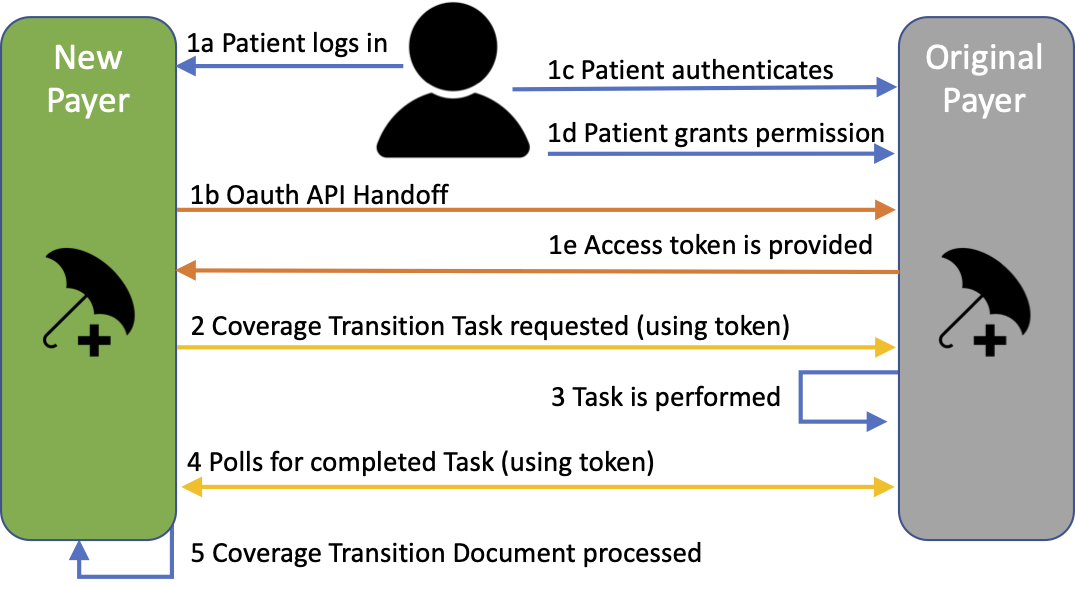 New
Payer
Original
Payer
1a Patient logs in
1c Patient authenticates
1d Patient grants permission
1b Oauth API Handoff
1e Access token is provided
2 Coverage Transition Task requested (using token)
3 Task is performed
4 Polls for completed Task (using token)
5 Coverage Transition Document processed